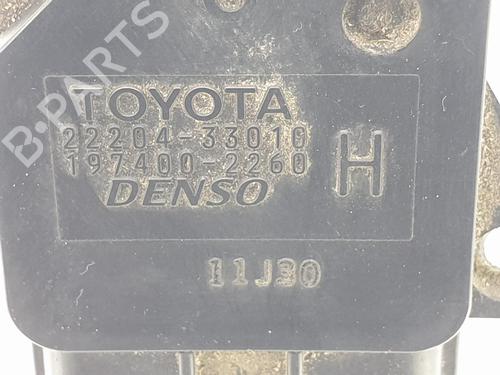 TOYOTA
22204-33010
197400-2260
H
DENSO
11J30
B-PARTS